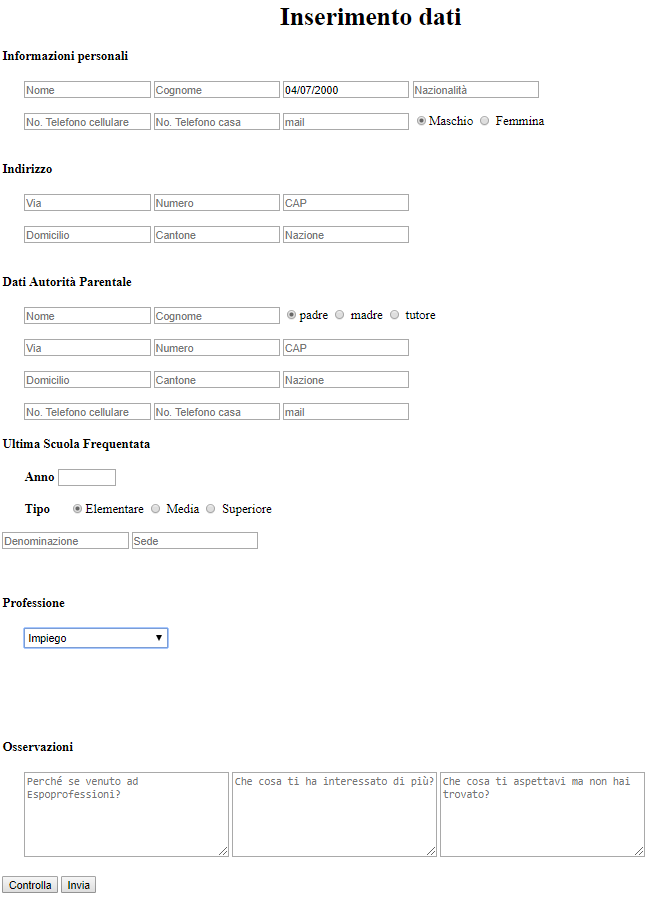 Inserimento dati
Informazioni personali
Nome Cognome 04/07/2000 Nazionalità
No. Telefono cellulare No. Telefono casa mail Maschio Femmina
Indirizzo
Via Numero CAP
Domicilio Cantone Nazione
Dati Autorità Parentale
Nome Cognome padre madre tutore
Via Numero CAP
Domicilio Cantone Nazione
No. Telefono cellulare No. Telefono casa mail
Ultima Scuola Frequentata
Anno
Tipo Elementare Media Superiore
Denominazione Sede
Professione
Impiego
Osservazioni
Perché se venuto ad
Espoprofessioni?
Che cosa ti ha interessato di più?
Che cosa ti aspettavi ma non hai
trovato?
Controlla Invia